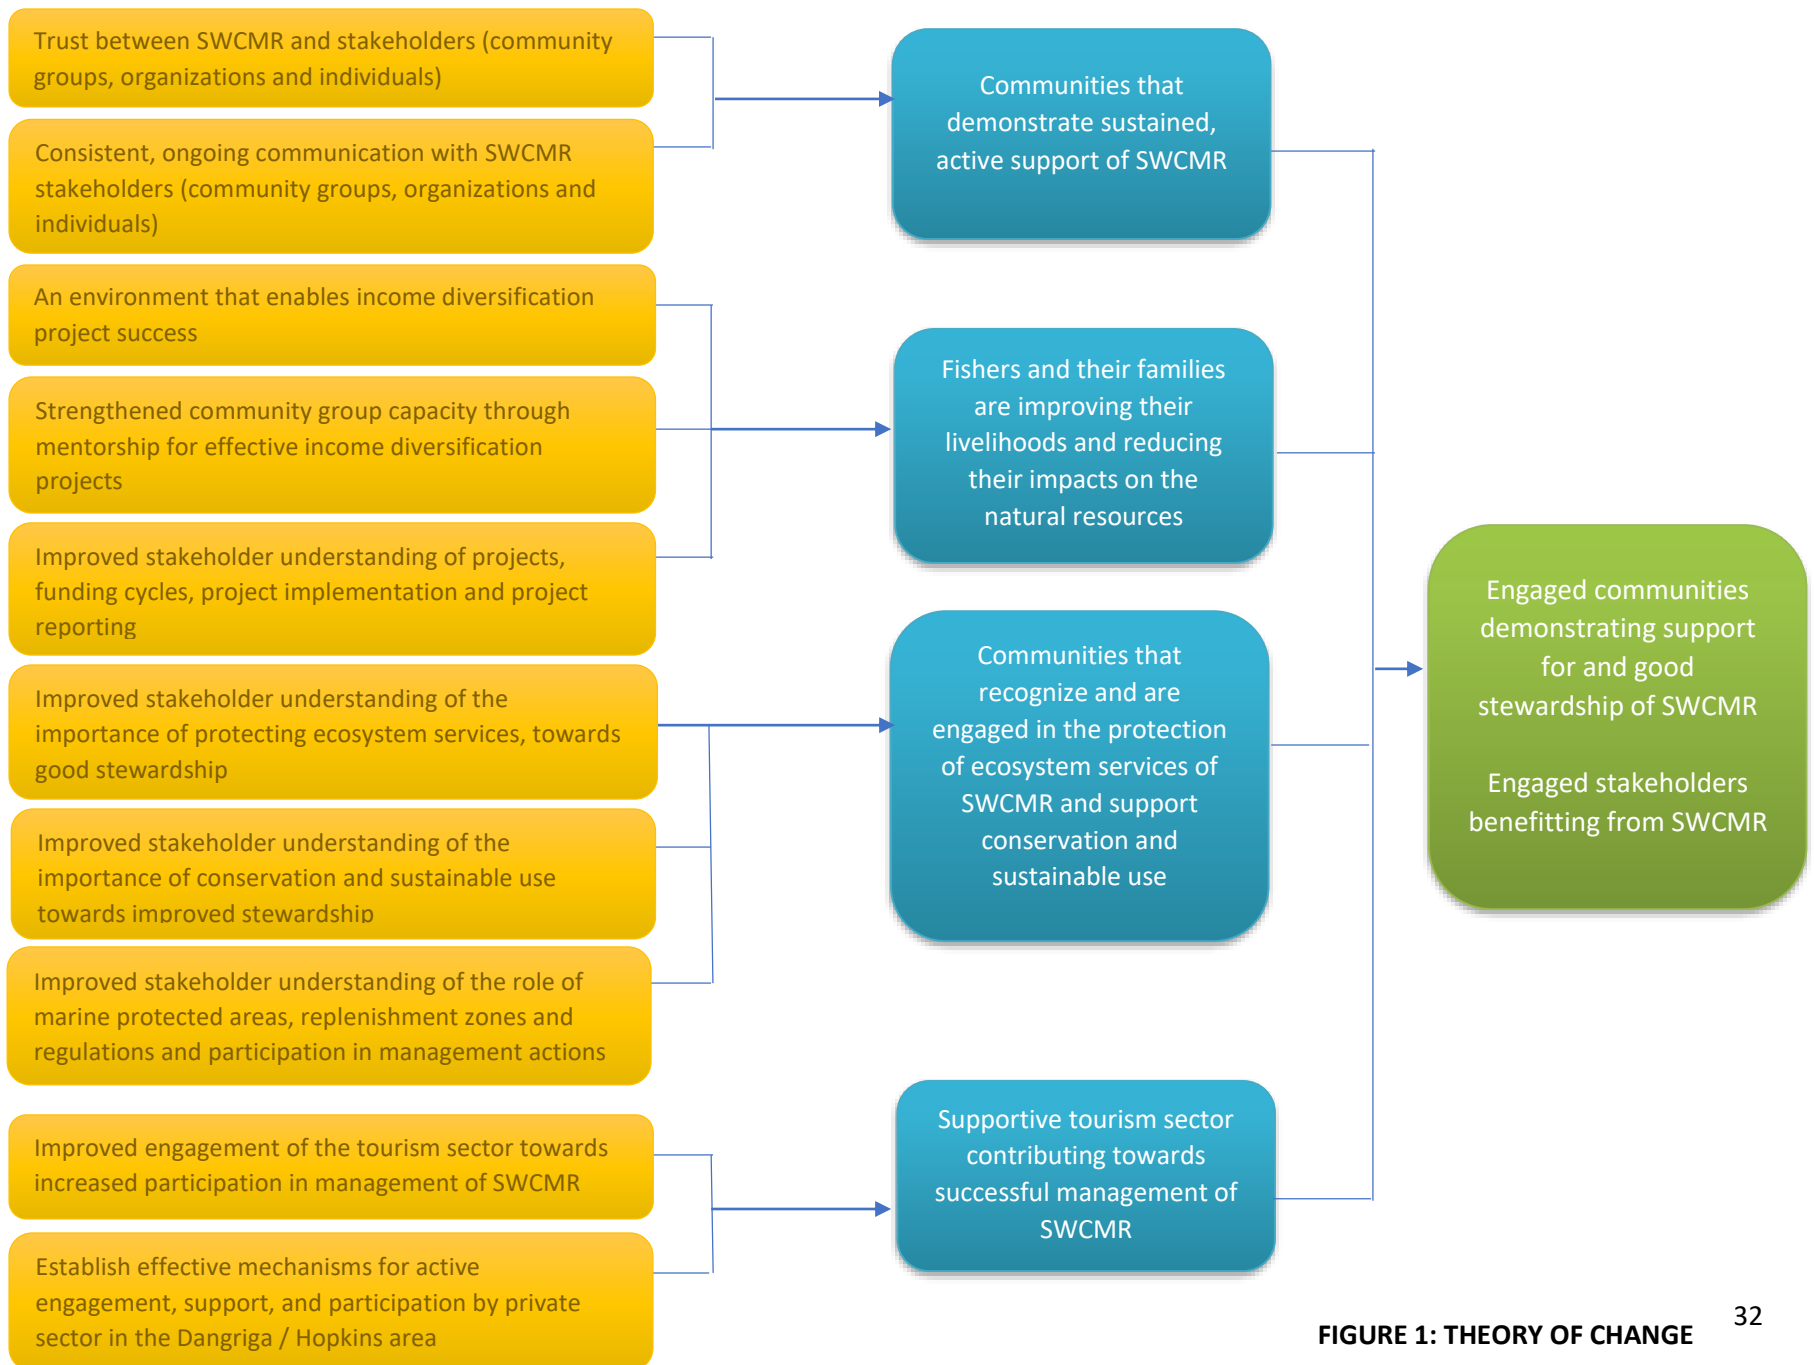 Trust between SWCMR and stakeholders (community
groups, organizations and individuals)
Consistent, ongoing communication with SWCMR
stakeholders (community groups, organizations and
individuals)
An environment that enables income diversification
project success
Strengthened community group capacity through
mentorship for effective income diversification
projects
Improved stakeholder understanding of projects,
funding cycles, project implementation and project
reporting
Improved stakeholder understanding of the
importance of protecting ecosystem services, towards
good stewardship
Improved stakeholder understanding of the
importance of conservation and sustainable use
towards improved stewardship
Improved stakeholder understanding of the role of
marine protected areas, replenishment zones and
regulations and participation in management actions
Improved engagement of the tourism sector towards
increased participation in management of SWCMR
Establish effective mechanisms for active
engagement, support, and participation by private
sector in the Dangriga / Hopkins area
Communities that
demonstrate sustained,
active support of SWCMR
Fishers and their families
are improving their
livelihoods and reducing
their impacts on the
natural resources
Communities that
recognize and are
engaged in the protection
of ecosystem services of
SWCMR and support
conservation and
sustainable use
Supportive tourism sector
contributing towards
successful management of
SWCMR
Engaged communities
demonstrating support
for and good
stewardship of SWCMR
Engaged stakeholders
benefitting from SWCMR
FIGURE 1: THEORY OF CHANGE
32